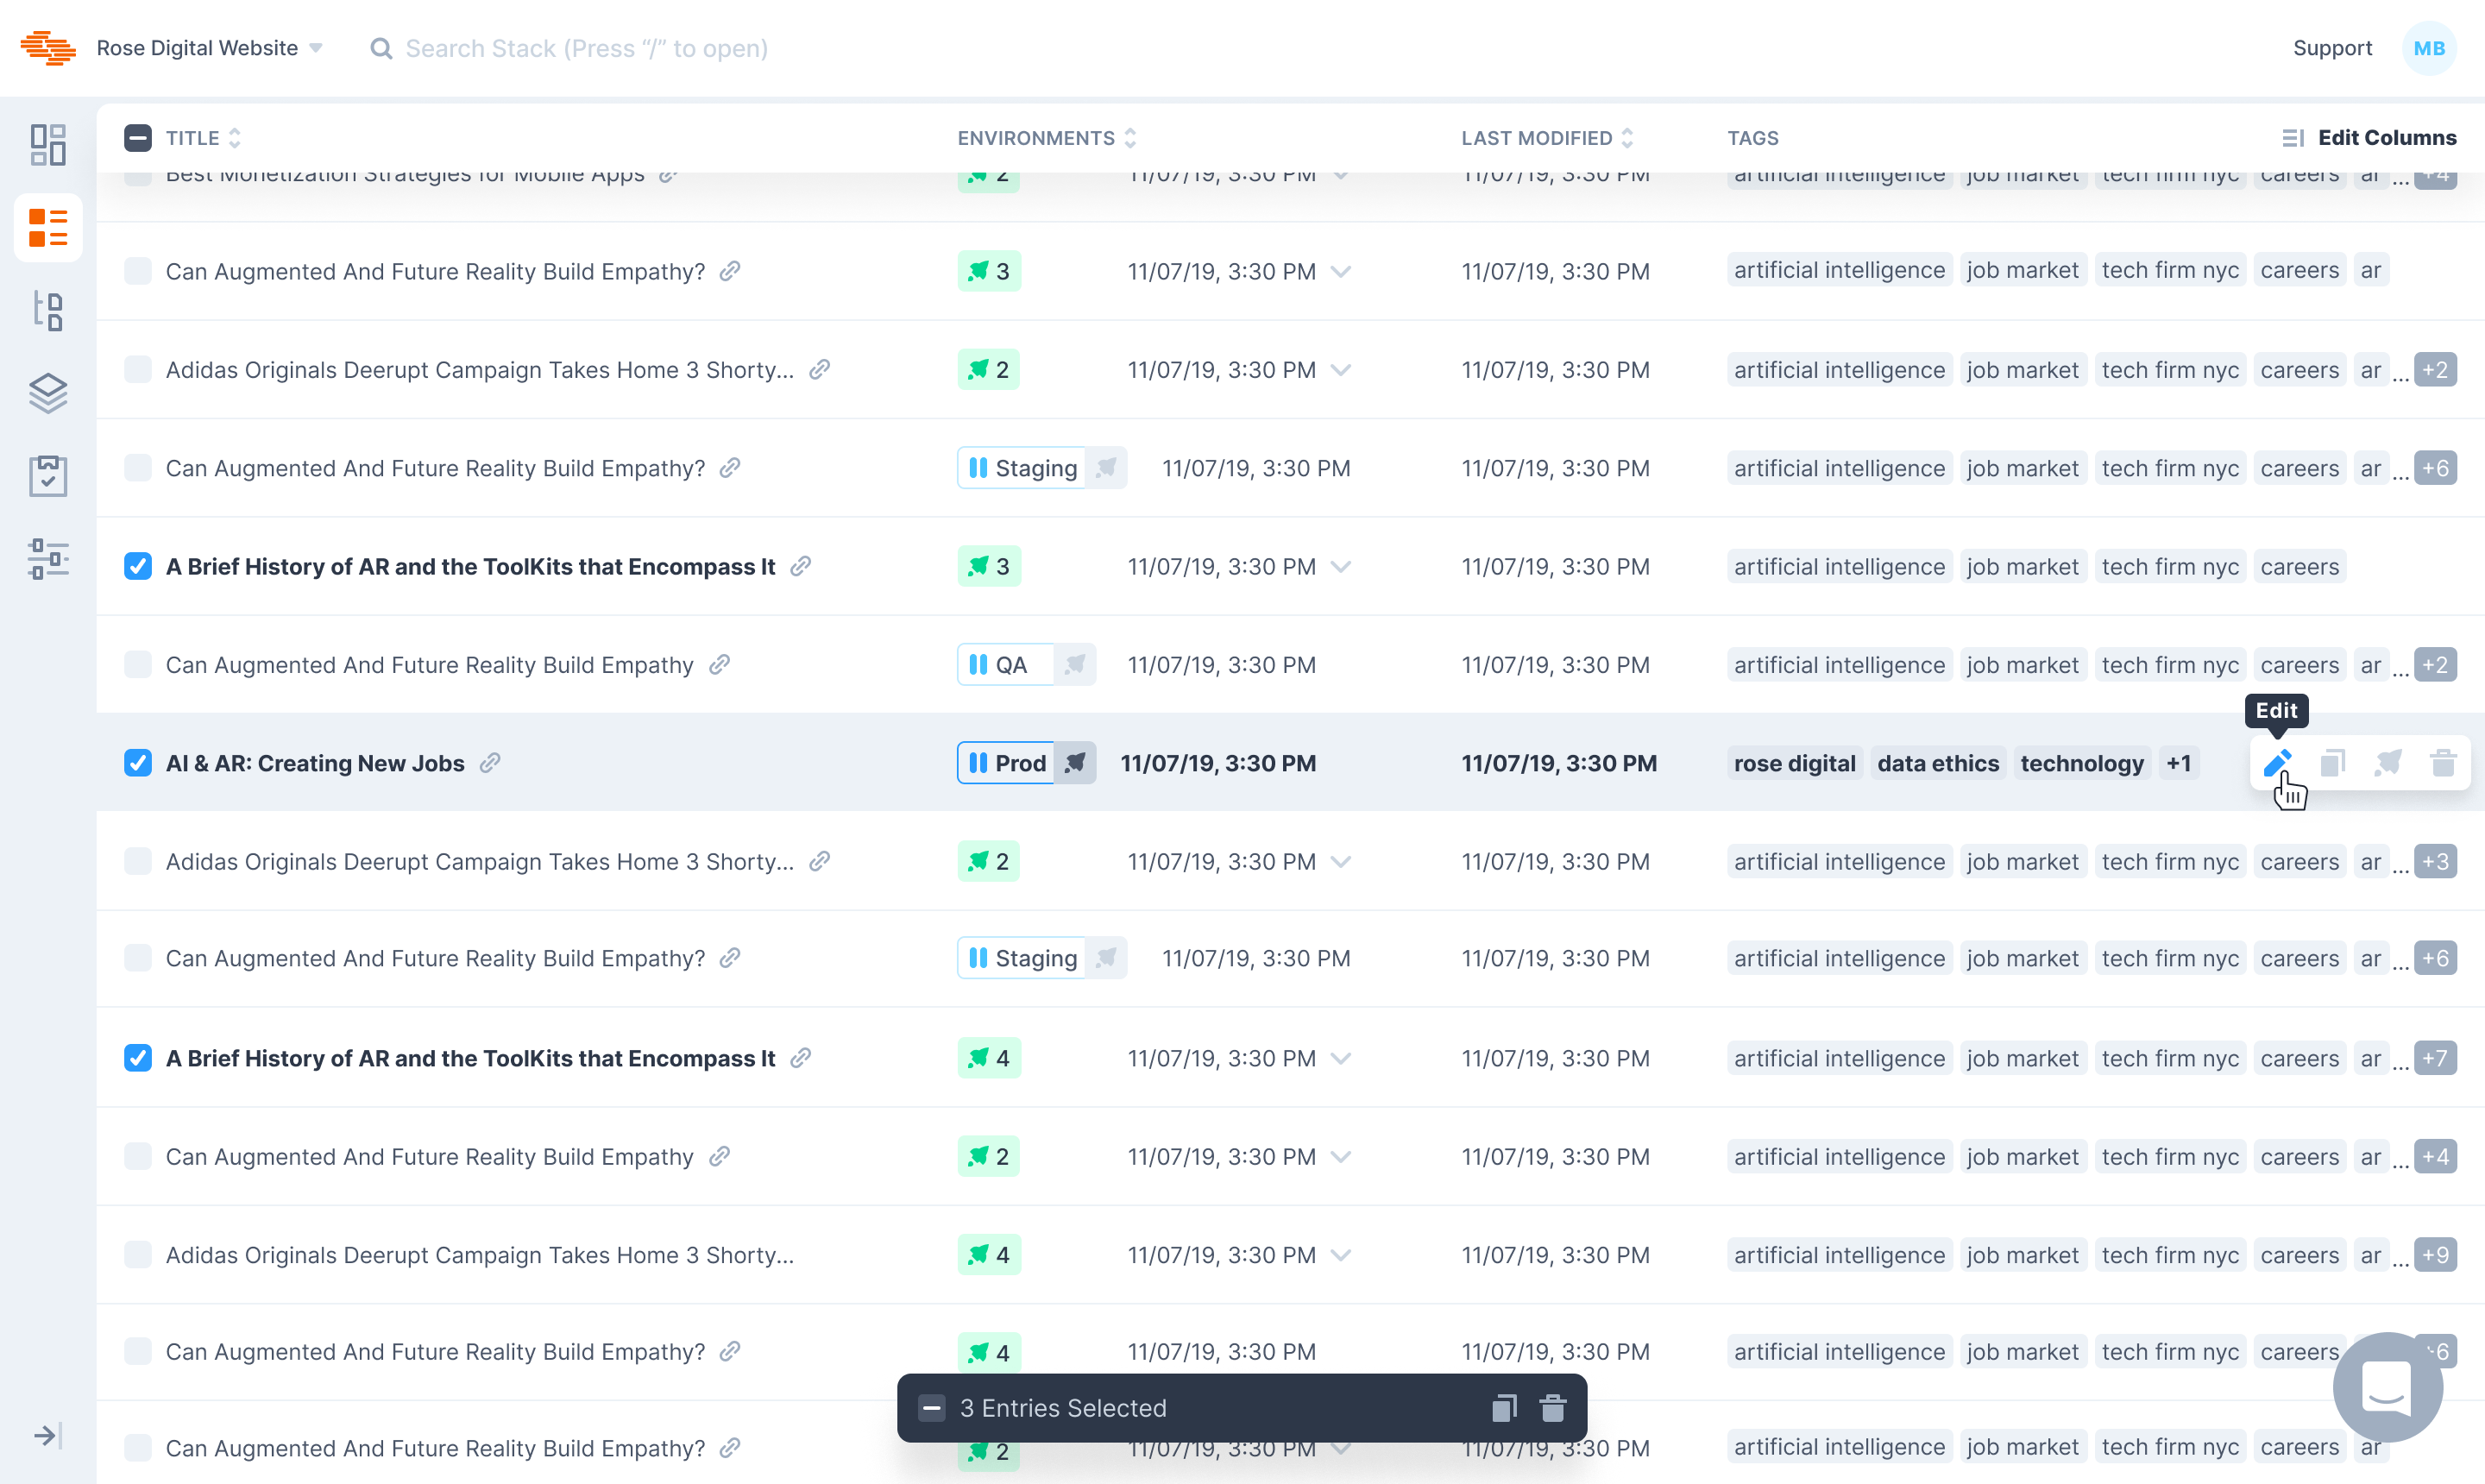 Rose Digital Website Search Stack (Press “/” to open) Support MB
TITLE ENVIRONMENTS LAST MODIFIED TAGS Edit Columns
Best Monetization Strategies for Mobile Apps 2 11/07/19, 3:30 PM 11/07/19, 3:30 PM artificial intelligence job market tech firm nyc careers ar ... +4
Can Augmented And Future Reality Build Empathy? 3 11/07/19, 3:30 PM 11/07/19, 3:30 PM artificial intelligence job market tech firm nyc careers ar
Adidas Originals Deerupt Campaign Takes Home 3 Shorty... 2 11/07/19, 3:30 PM 11/07/19, 3:30 PM artificial intelligence job market tech firm nyc careers ar ... +2
Can Augmented And Future Reality Build Empathy? Staging 11/07/19, 3:30 PM 11/07/19, 3:30 PM artificial intelligence job market tech firm nyc careers ar ... +6
A Brief History of AR and the ToolKits that Encompass It 3 11/07/19, 3:30 PM 11/07/19, 3:30 PM artificial intelligence job market tech firm nyc careers
Can Augmented And Future Reality Build Empathy QA 11/07/19, 3:30 PM 11/07/19, 3:30 PM artificial intelligence job market tech firm nyc careers ar ... +2
Edit
AI & AR: Creating New Jobs Prod 11/07/19, 3:30 PM 11/07/19, 3:30 PM rose digital data ethics technology +1
Adidas Originals Deerupt Campaign Takes Home 3 Shorty... 2 11/07/19, 3:30 PM 11/07/19, 3:30 PM artificial intelligence job market tech firm nyc careers ar ... +3
Can Augmented And Future Reality Build Empathy? Staging 11/07/19, 3:30 PM 11/07/19, 3:30 PM artificial intelligence job market tech firm nyc careers ar ... +6
A Brief History of AR and the ToolKits that Encompass It 4 11/07/19, 3:30 PM 11/07/19, 3:30 PM artificial intelligence job market tech firm nyc careers ar ... +7
Can Augmented And Future Reality Build Empathy 2 11/07/19, 3:30 PM 11/07/19, 3:30 PM artificial intelligence job market tech firm nyc careers ar ... +4
Adidas Originals Deerupt Campaign Takes Home 3 Shorty... 4 11/07/19, 3:30 PM 11/07/19, 3:30 PM artificial intelligence job market tech firm nyc careers ar ... +9
Can Augmented And Future Reality Build Empathy? 4 11/07/19, 3:30 PM 11/07/19, 3:30 PM artificial intelligence job market tech firm nyc careers +6
3 Entries Selected
Can Augmented And Future Reality Build Empathy? 2 11/07/19, 3:30 PM 11/07/19, 3:30 PM artificial intelligence job market tech firm nyc careers ar